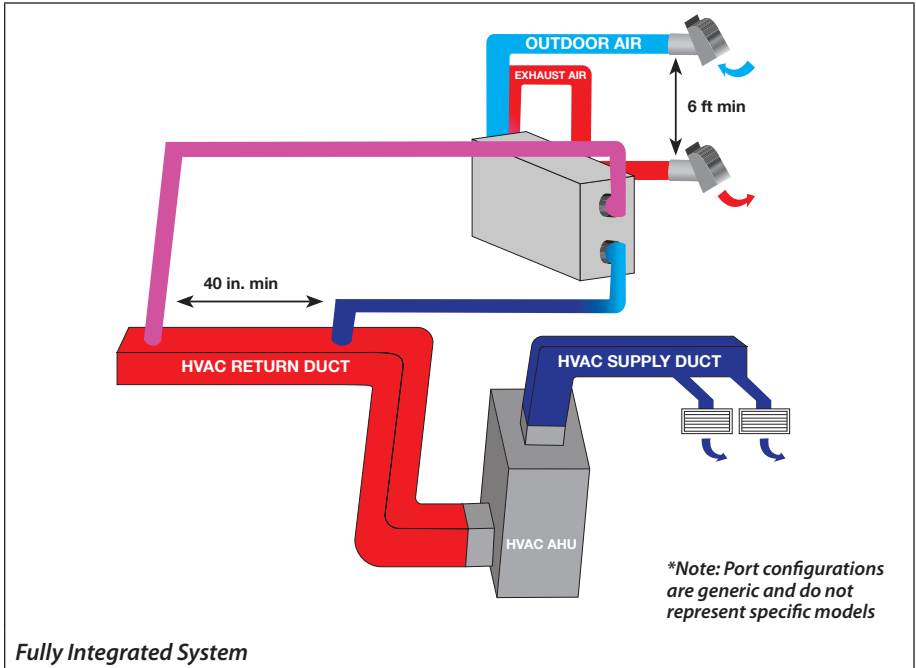 OUTDOOR AIR
EXHAUST AIR
6 ft min
40 in. min
HVAC RETURN DUCT
HVAC SUPPLY DUCT
HVAC AHU
*Note: Port configurations
are generic and do not
represent specific models
Fully Integrated System